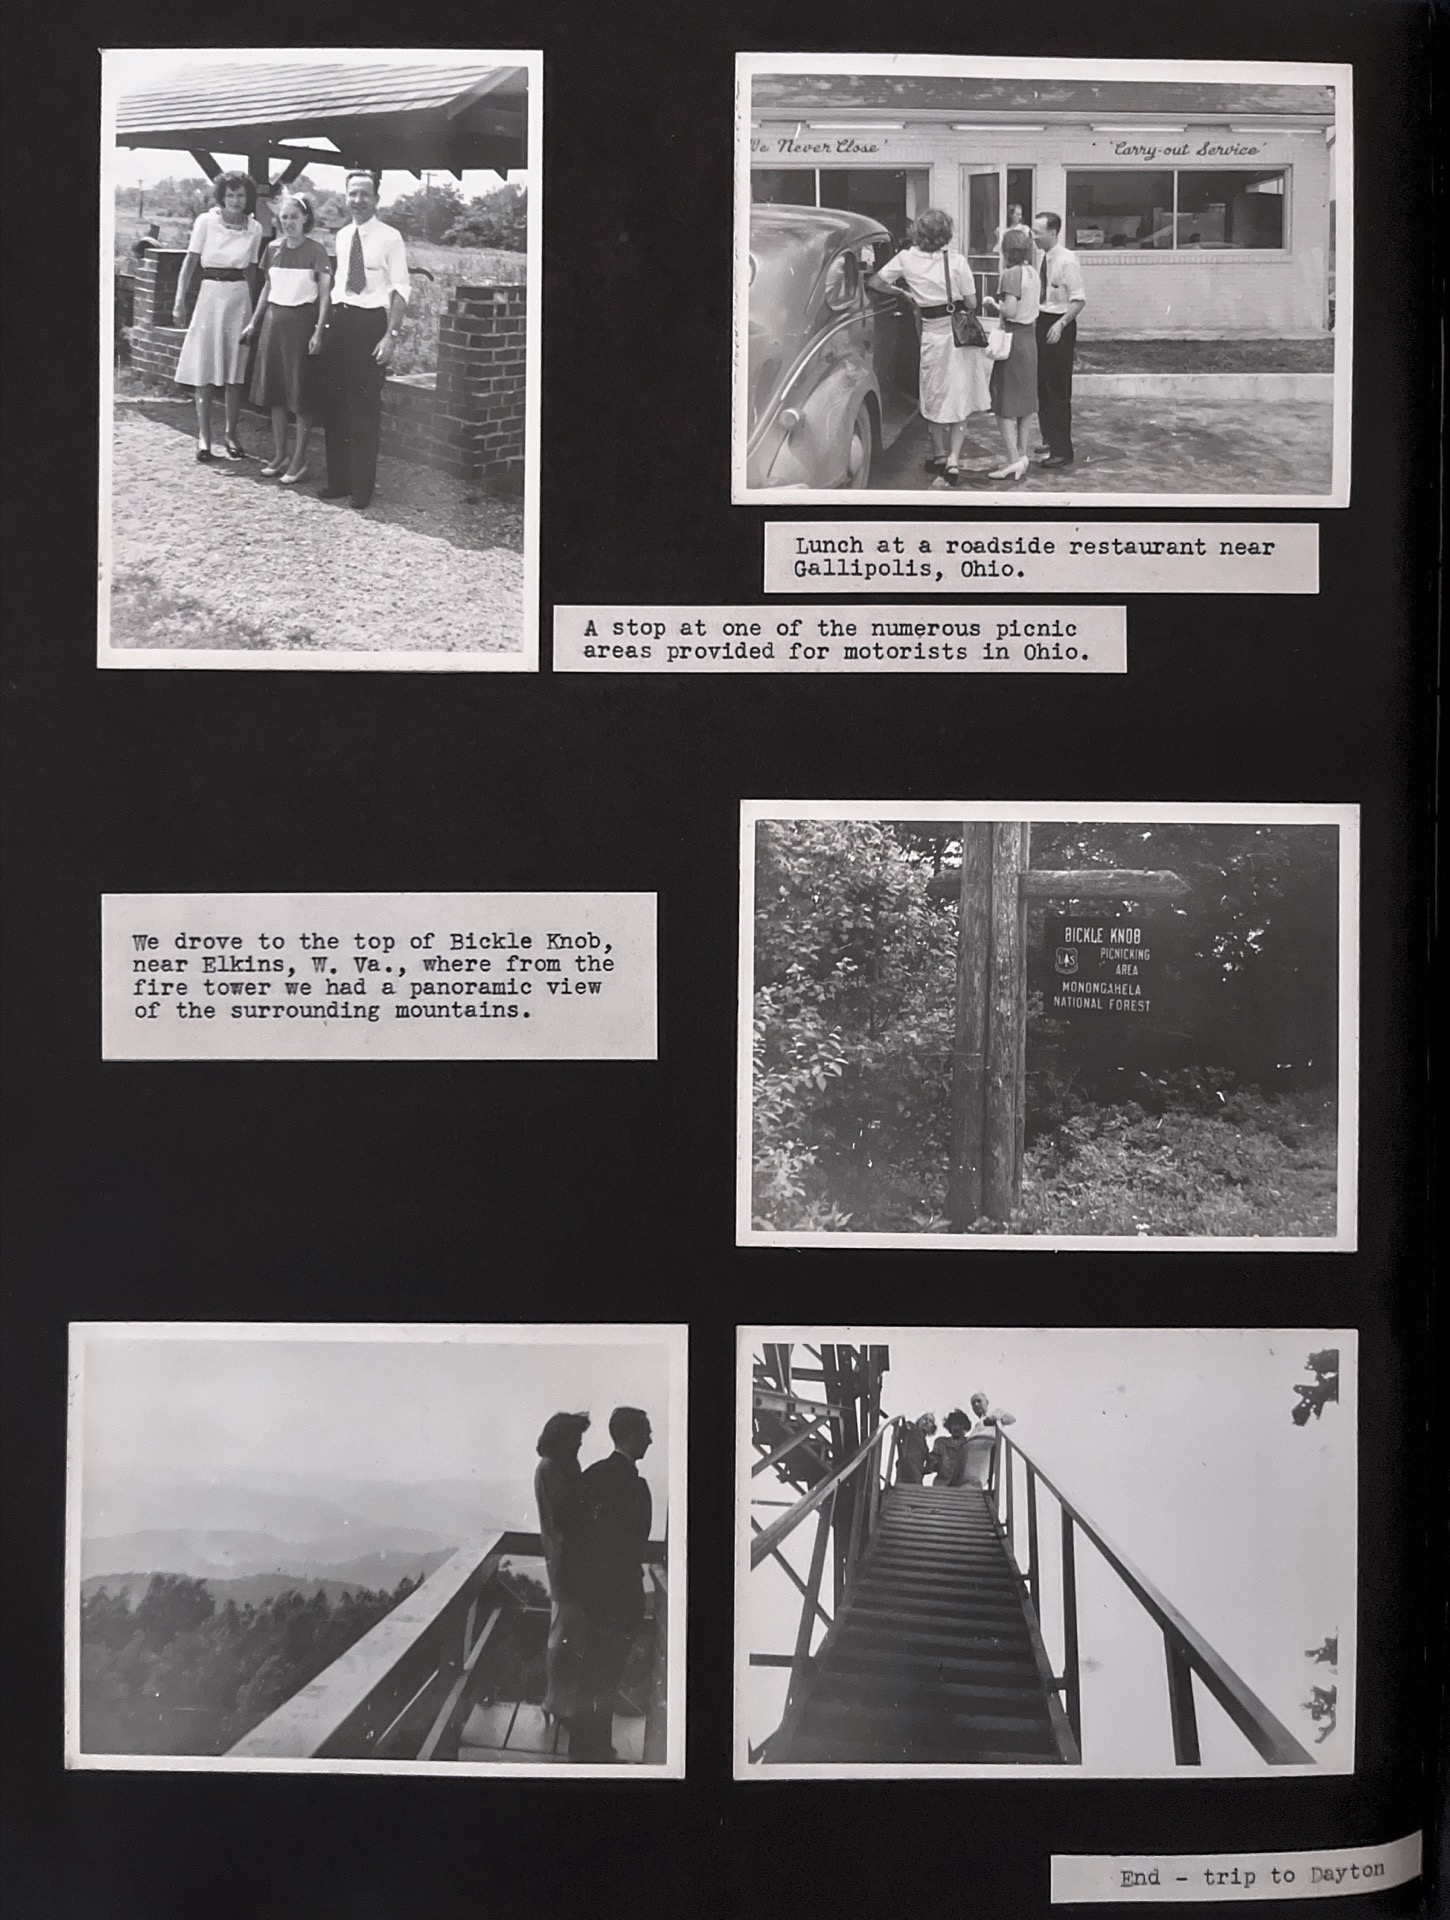 We Never Close'
'Carry-out Service'
Lunch at a roadside restaurant near
Gallipolis, Ohio.
A stop at one of the numerous picnic
areas provided for motorists in Ohio.
We drove to the top of Bickle Knob,
near Elkins, W. Va., where from the
fire tower we had a panoramic view
of the surrounding mountains.
BICKLE KNOB
UAS
PICNICKING
AREA
MONONGAHELA
NATIONAL FOREST
End - trip to Dayton